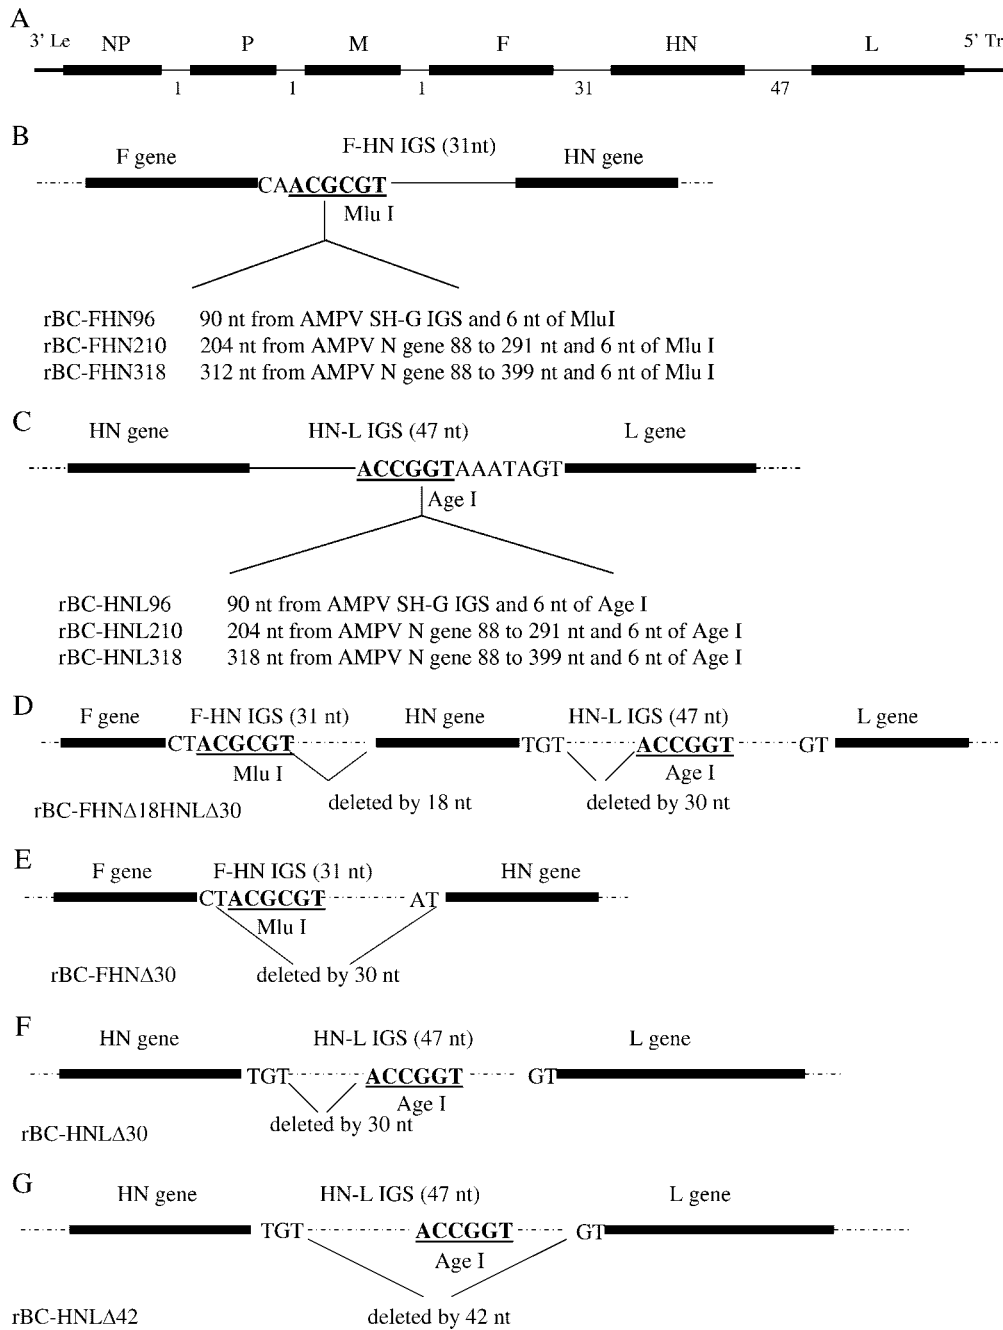 A
3’ Le NP P M F HN L 5’ Tr
1 1 1 31 47
B
F-HN IGS (31nt)
F gene HN gene
CAACGCGT
Mlu I
rBC-FHN96 90 nt from AMPV SH-G IGS and 6 nt of MluI
rBC-FHN210 204 nt from AMPV N gene 88 to 291 nt and 6 nt of Mlu I
rBC-FHN318 312 nt from AMPV N gene 88 to 399 nt and 6 nt of Mlu I
C
HN gene HN-L IGS (47 nt) L gene
ACCGGTAAATAGT
Age I
rBC-HNL96 90 nt from AMPV SH-G IGS and 6 nt of Age I
rBC-HNL210 204 nt from AMPV N gene 88 to 291 nt and 6 nt of Age I
rBC-HNL318 318 nt from AMPV N gene 88 to 399 nt and 6 nt of Age I
D
F gene F-HN IGS (31 nt) HN gene HN-L IGS (47 nt) L gene
CTACGCGT TGT ACCGGT GT
Mlu I Age I
deleted by 18 nt deleted by 30 nt
rBC-FHNΔ18HNLΔ30
E
F gene F-HN IGS (31 nt) HN gene
CTACGCGT AT
Mlu I
rBC-FHNΔ30 deleted by 30 nt
F
HN gene HN-L IGS (47 nt) L gene
TGT ACCGGT GT
Age I
deleted by 30 nt
rBC-HNLΔ30
G
HN gene HN-L IGS (47 nt) L gene
TGT ACCGGT GT
Age I
rBC-HNLΔ42 deleted by 42 nt